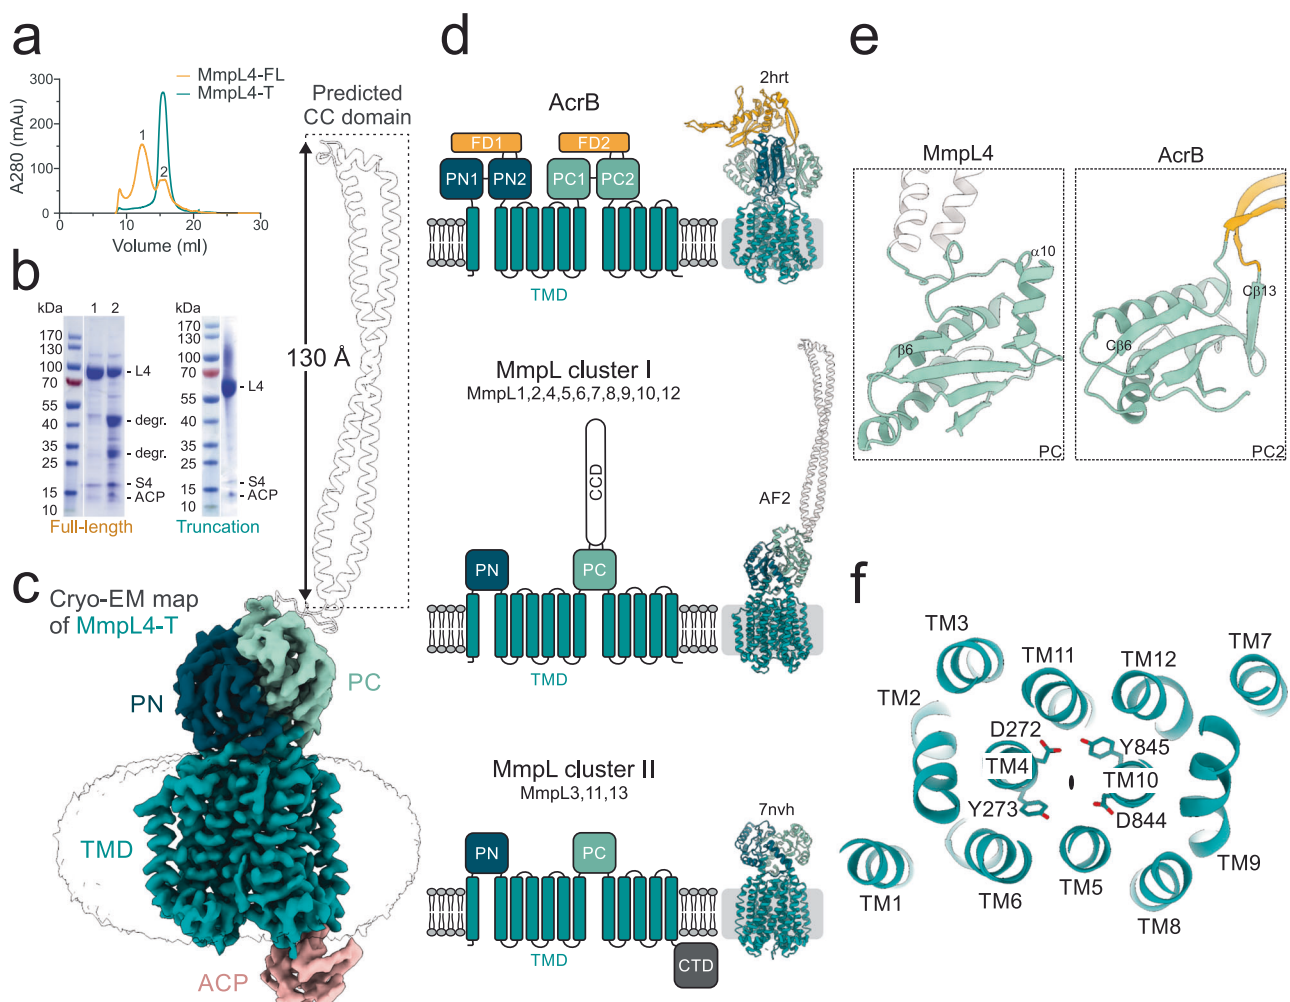 a
MmpL4-FL
MmpL4-T
A280 (mAu)
300
200
100
0
1
2
0
10
20
30
Volume (ml)
b
kDa
1
2
170
130
100
70
55
40
35
25
15
10
L4
degr.
degr.
S4
ACP
Full-length
kDa
170
130
100
70
55
40
35
25
15
10
L4
S4
ACP
Truncation
Predicted
CC domain
130 Å
c
Cryo-EM map
of MmpL4-T
PN
PC
TMD
ACP
d
AcrB
2hrt
FD1
FD2
PN1
PN2
PC1
PC2
TMD
MmpL cluster I
MmpL1,2,4,5,6,7,8,9,10,12
CCD
AF2
PN
PC
TMD
MmpL cluster II
MmpL3,11,13
7nvh
PN
PC
TMD
CTD
e
MmpL4
α10
β6
PC
AcrB
Cβ13
Cβ6
PC2
f
TM3
TM11
TM12
TM7
TM2
D272
Y845
TM4
TM10
Y273
D844
TM1
TM6
TM5
TM8
TM9